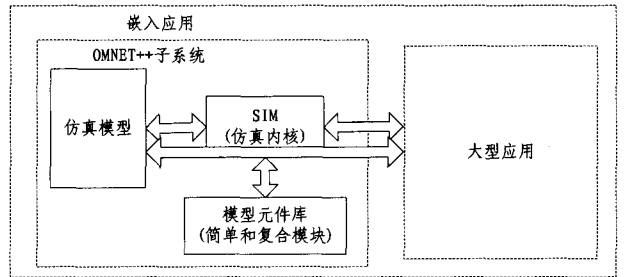 嵌入应用
OMNET++子系统
仿真模型
SIM
(仿真内核)
大型应用
模型元件库
(简单和复合模块)